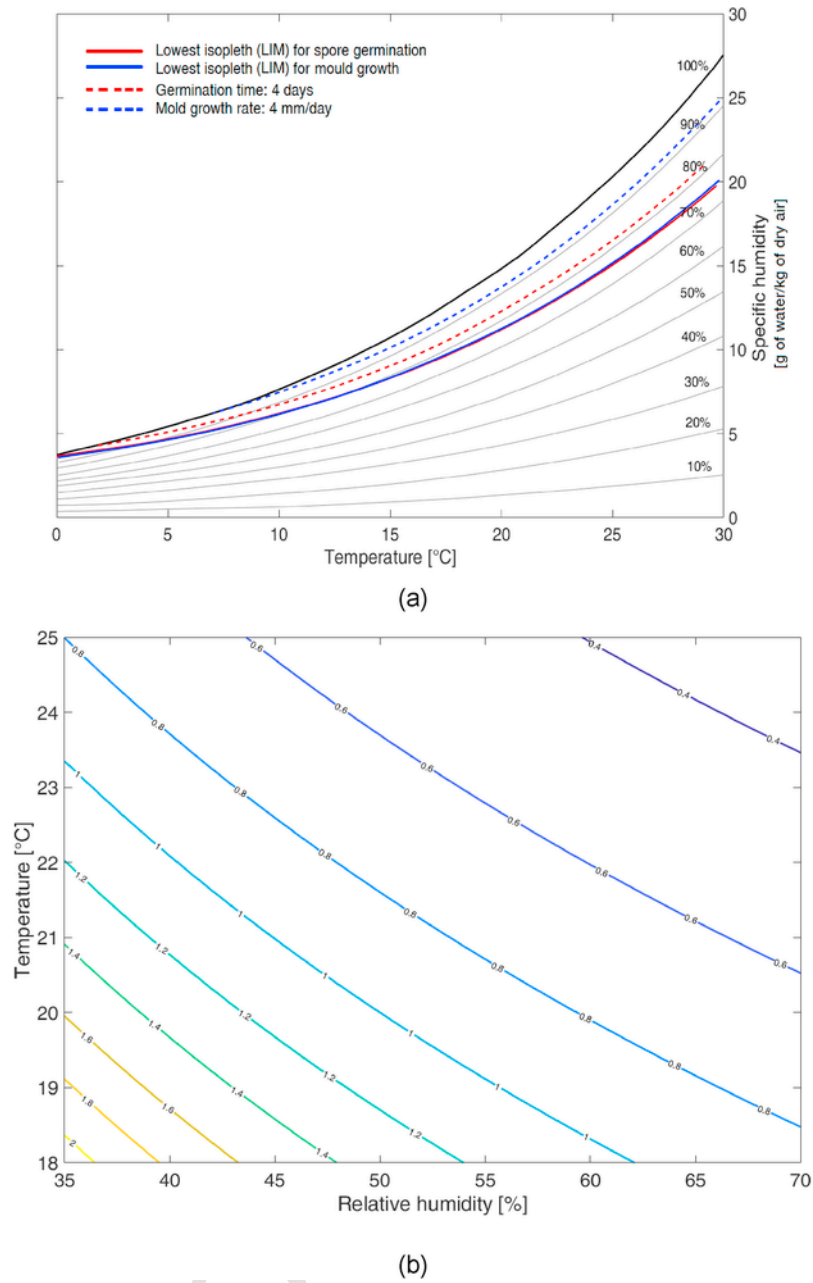 30
Lowest isopleth (LIM) for spore germination
Lowest isopleth (LIM) for mould growth
Germination time: 4 days
Mold growth rate: 4 mm/day
100%
25
90%
80%
20
70%
60%
15
50%
40%
10
30%
20%
5
10%
0
Specific humidity
[g of water/kg of dry air]
0 5 10 15 20 25 30
Temperature [°C]
(a)
25
0.8 0.6 0.4
24
0.8 0.6 0.4 0.4
23
1 0.8 0.6
22
1.2 1 0.8 0.6 0.6
21
1.4 1.2 1 0.8 0.6 0.6
20
1.6 1.4 1.2 1 0.8 0.8
19
1.8 1.6 1.4 1.2 1 0.8 0.8
18
2
35 40 45 50 55 60 65 70
Temperature [°C]
Relative humidity [%]
(b)